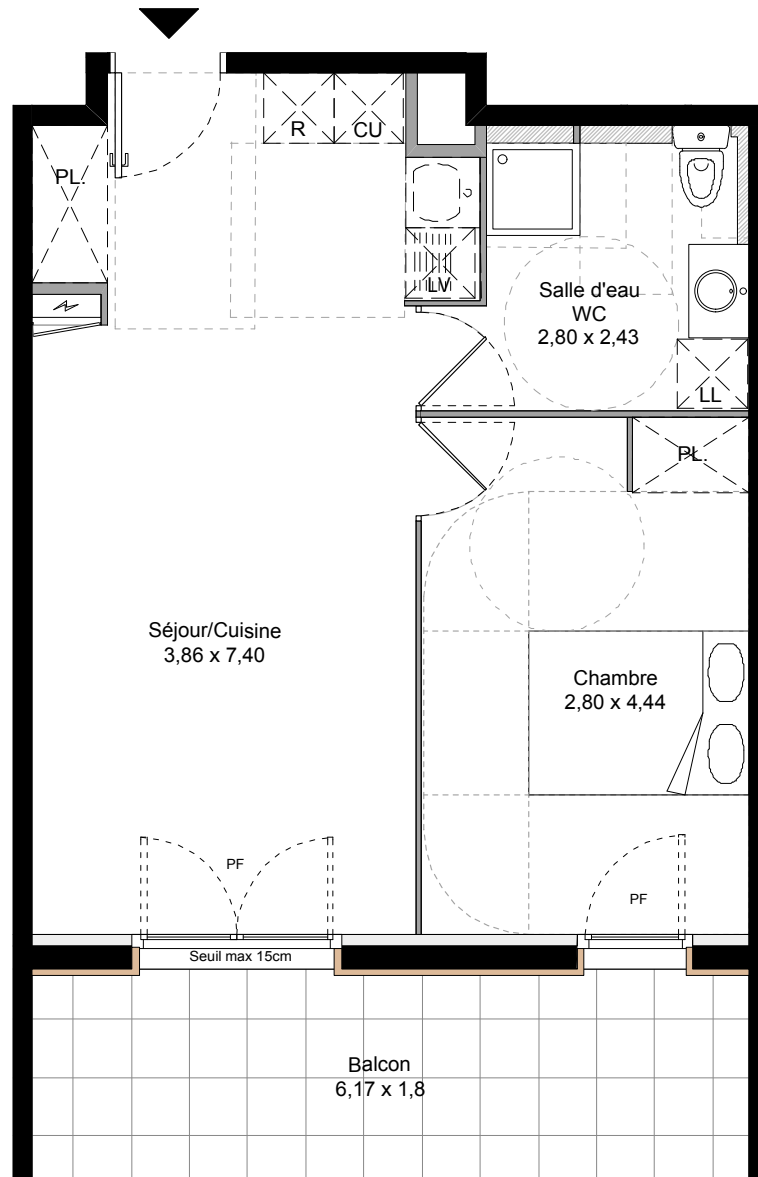 R
CU
PL.
LV
Salle d'eau
WC
2,80 x 2,43
LL
PL.
Séjour/Cuisine
3,86 x 7,40
Chambre
2,80 x 4,44
PF
PF
Seuil max 15cm
Balcon
6,17 x 1,8